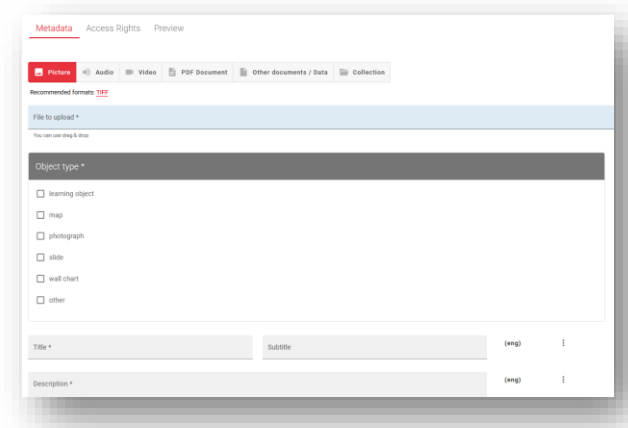 Metadata Access Rights Preview
Picture Audio Video PDF Document Other documents / Data Collection
Recommended formats: TIFF
File to upload *
You can use drag & drop
Object type *
learning object
map
photograph
slide
wall chart
other
Title * Subtitle (eng)
Description * (eng)